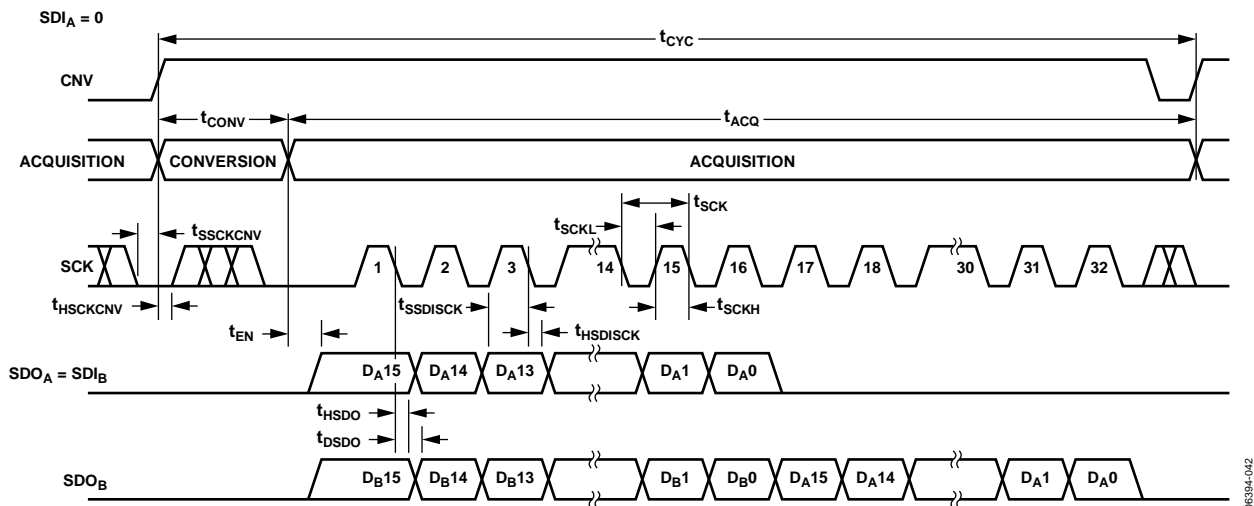 SDIA = 0
tCYC
CNV
tCONV
tACQ
ACQUISITION
CONVERSION
ACQUISITION
tSCK
tSCKL
tSSCKCNV
SCK
1
2
3
14
15
16
17
18
30
31
32
tHSCKCNV
tSSDISCK
tSCKH
tEN
tHSDISCK
SDOA = SDIB
DA15
DA14
DA13
DA1
DA0
tHSDO
tDSDO
SDOB
DB15
DB14
DB13
DB1
DB0
DA15
DA14
DA1
DA0
06394-042